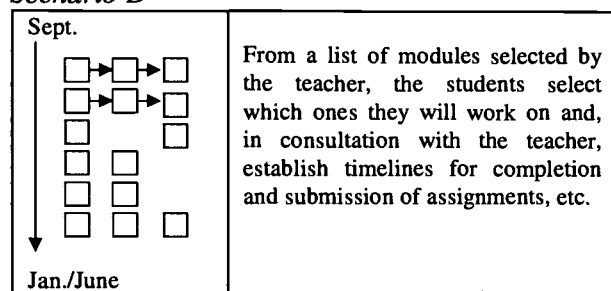 Sept.
From a list of modules selected by
the teacher, the students select
which ones they will work on and,
in consultation with the teacher,
establish timelines for completion
and submission of assignments, etc.
Jan./June